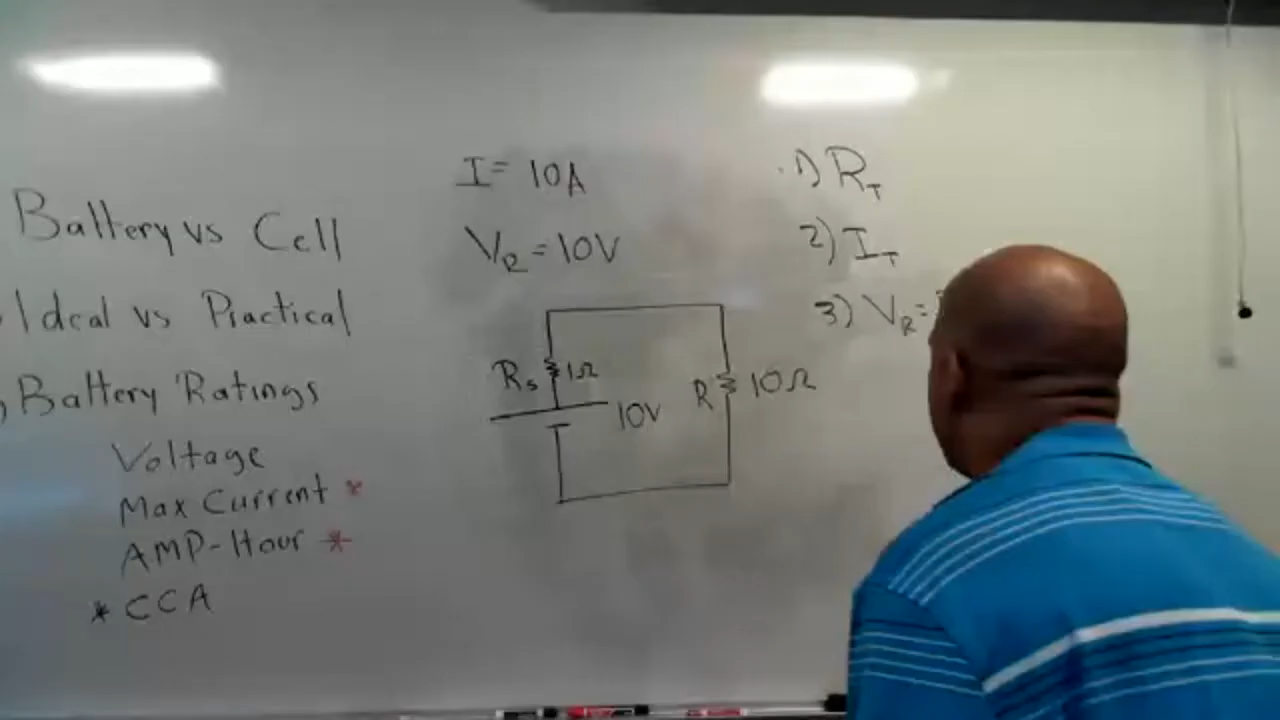 Battery vs Cell
Ideal vs Practical
Battery Ratings
Voltage
Max Current *
AMP-Hour *
* CCA
I= 10A
VR = 10V
Rs 1Ω
10V
R 10Ω
1) RT
2) IT
3) VR=